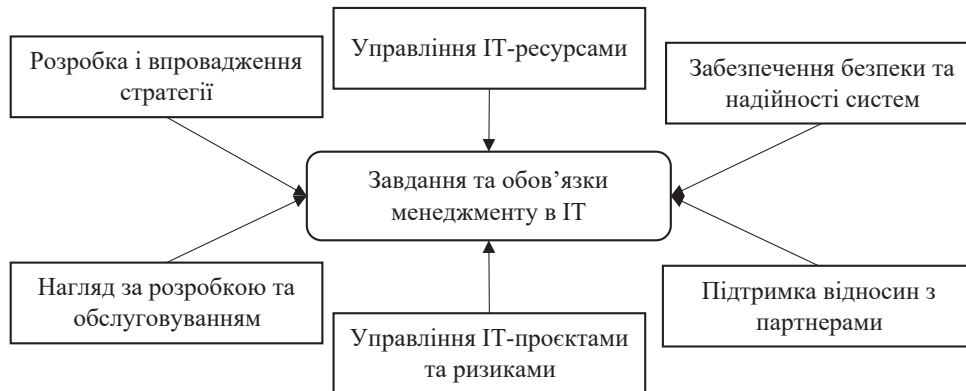 Розробка і впровадження
стратегії
Управління ІТ-ресурсами
Забезпечення безпеки та
надійності систем
Завдання та обов’язки
менеджменту в ІТ
Нагляд за розробкою та
обслуговуванням
Управління ІТ-проєктами
та ризиками
Підтримка відносин з
партнерами